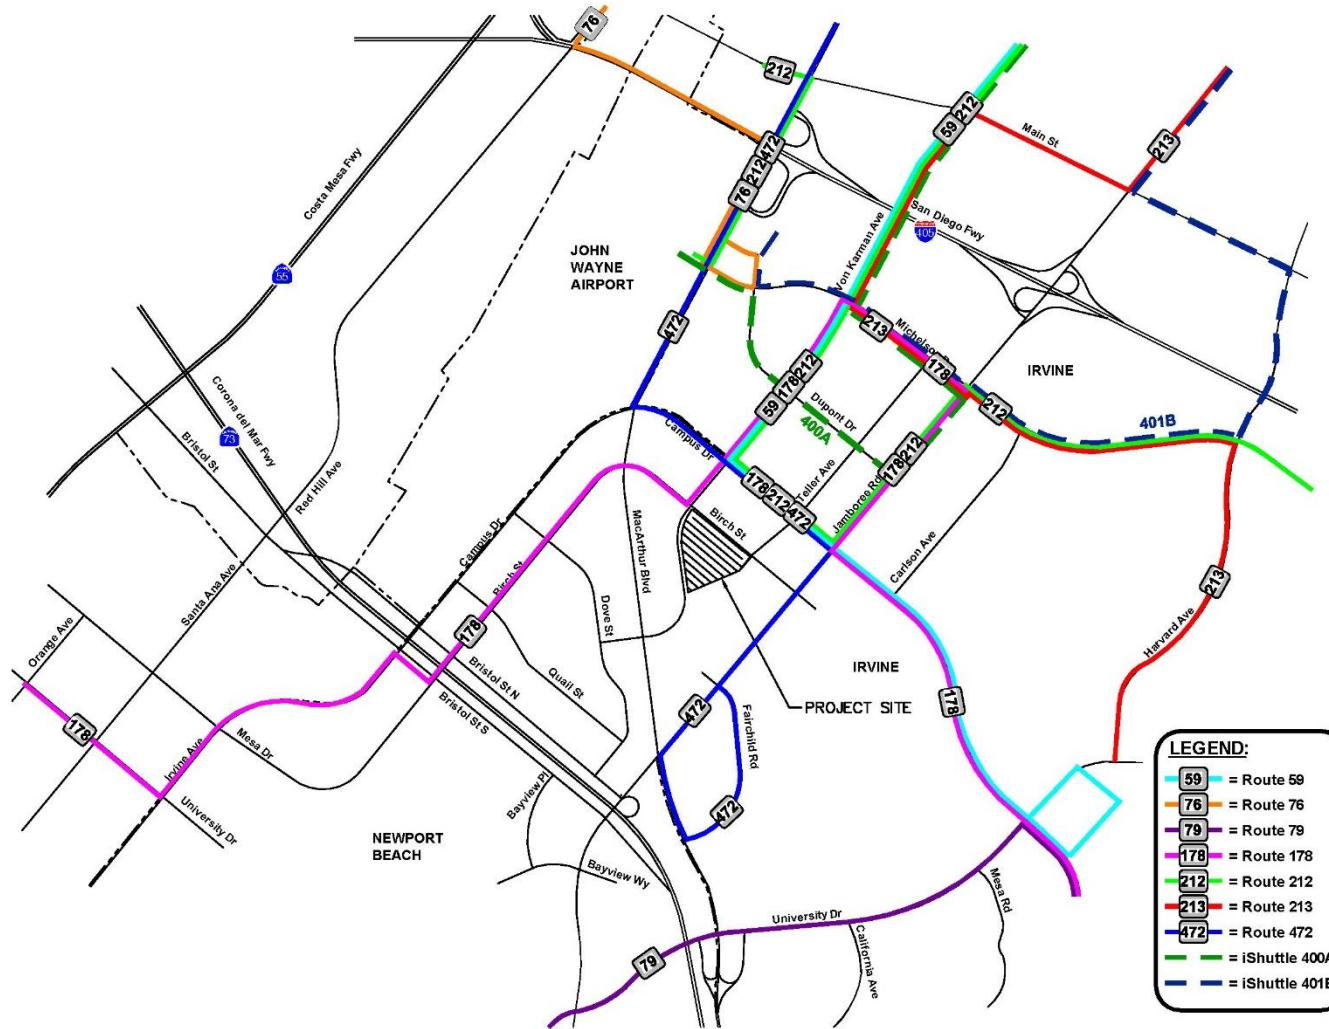 76
212
472
212
76
212
59
Main St
213
Costa Mesa Fwy
55
JOHN
WAYNE
AIRPORT
Von Karman Ave
San Diego Fwy
405
472
213
Michelson
178
IRVINE
212
401B
59
178
212
Dupont Dr
400A
Corona del Mar Fwy
73
Bristol St
Red Hill Ave
Campus Dr
Teller Ave
178
212
Jamboree Rd
178
212
472
Birch St
MacArthur Blvd
Campus Dr
Birch St
Carlson Ave
Santa Ana Ave
Orange Ave
Dove St
213
Harvard Ave
178
Bristol St N
Quail St
Bristol St S
IRVINE
178
472
PROJECT SITE
Fairchild Rd
178
Irvine Ave
Mesa Dr
University Dr
Bayview Pl
472
NEWPORT
BEACH
Bayview Wy
University Dr
Mesa Rd
California Ave
79
LEGEND:
59 = Route 59
76 = Route 76
79 = Route 79
178 = Route 178
212 = Route 212
213 = Route 213
472 = Route 472
= iShuttle 400A
= iShuttle 401B